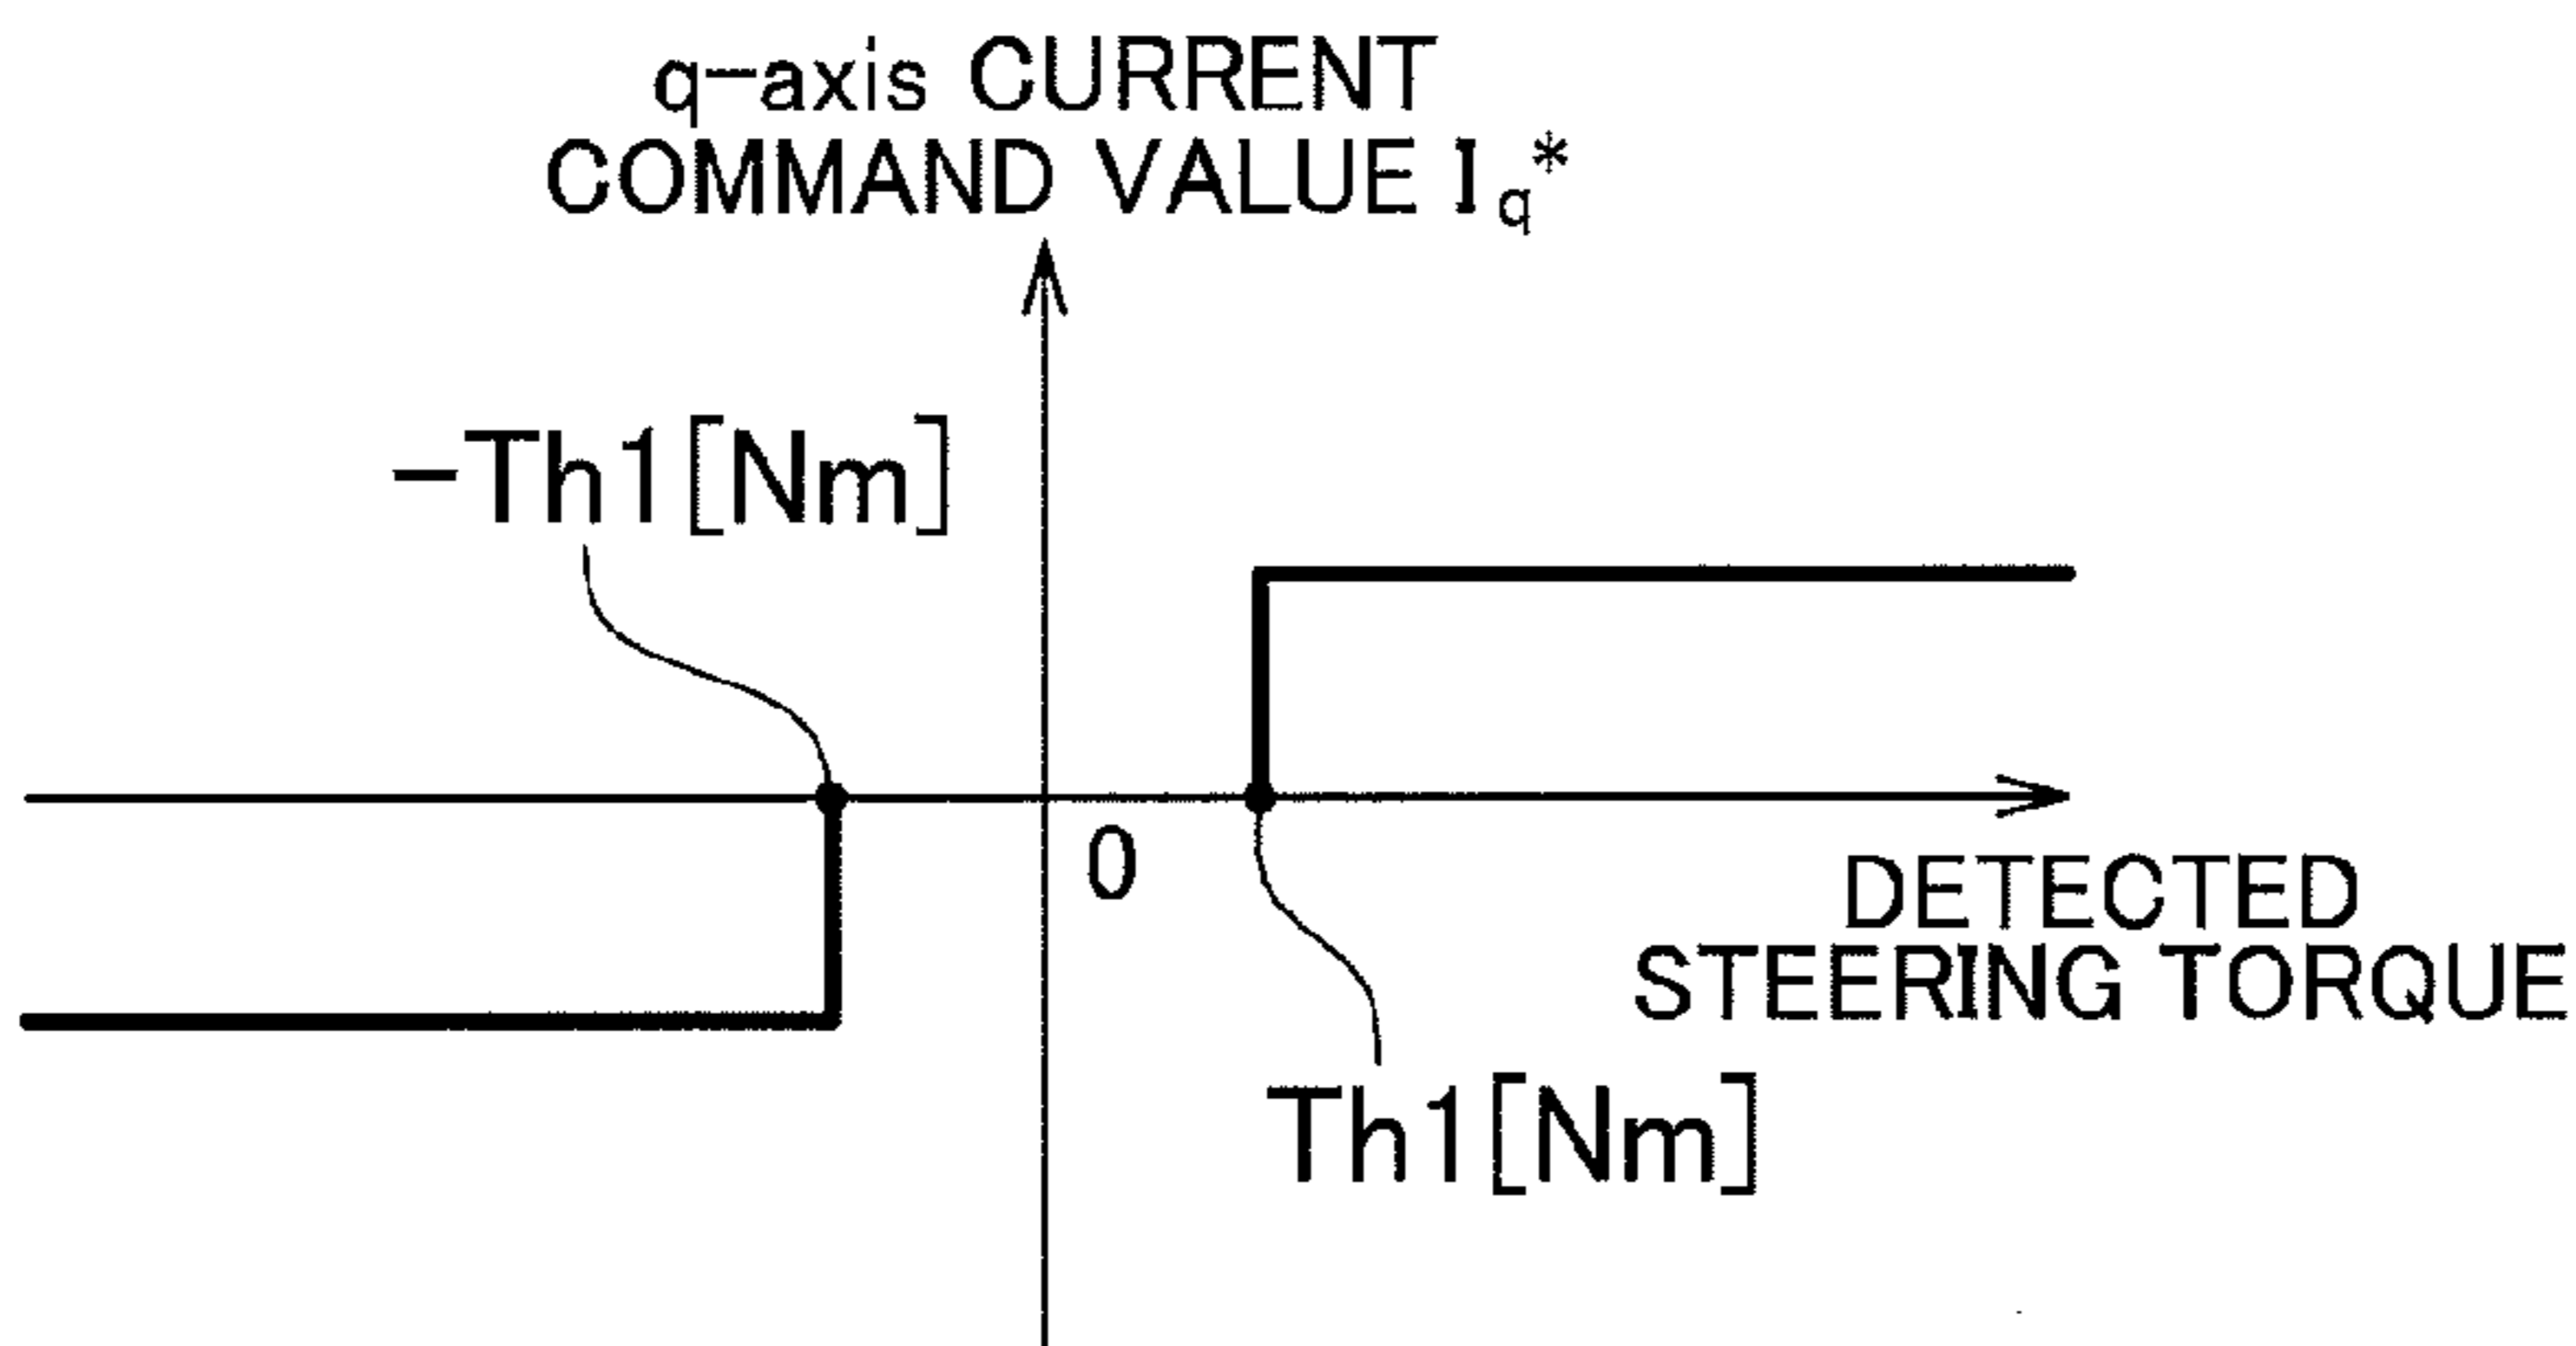 q-axis CURRENT
COMMAND VALUE Iq*
-Th1[Nm]
0
DETECTED
STEERING TORQUE
Th1[Nm]